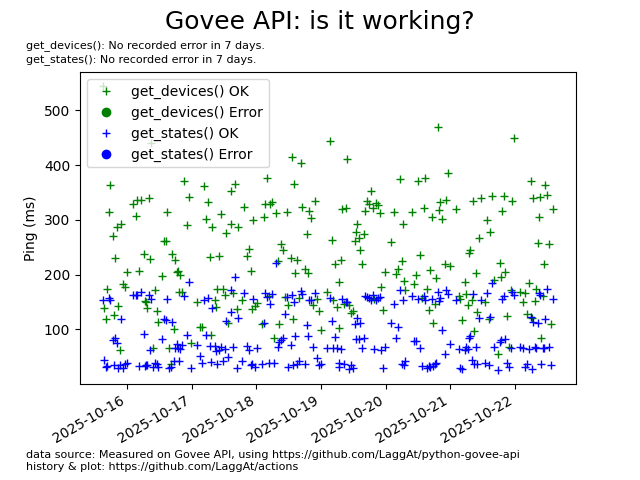 Govee API: is it working?
get_devices(): No recorded error in 7 days.
get_states(): No recorded error in 7 days.
get_devices() OK
get_devices() Error
get_states() OK
get_states() Error
Ping (ms)
500
400
300
200
100
2025-10-16
2025-10-17
2025-10-18
2025-10-19
2025-10-20
2025-10-21
2025-10-22
data source: Measured on Govee API, using https://github.com/LaggAt/python-govee-api
history & plot: https://github.com/LaggAt/actions